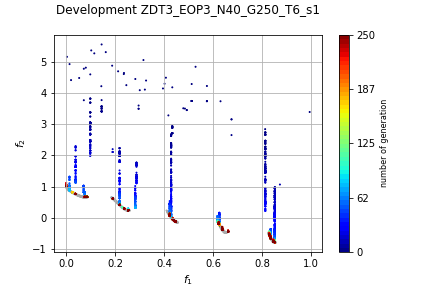 Development ZDT3_EOP3_N40_G250_T6_s1
f2
5
4
3
2
1
0
−1
0.0 0.2 0.4 0.6 0.8 1.0
f1
250
187
125
62
0
number of generation